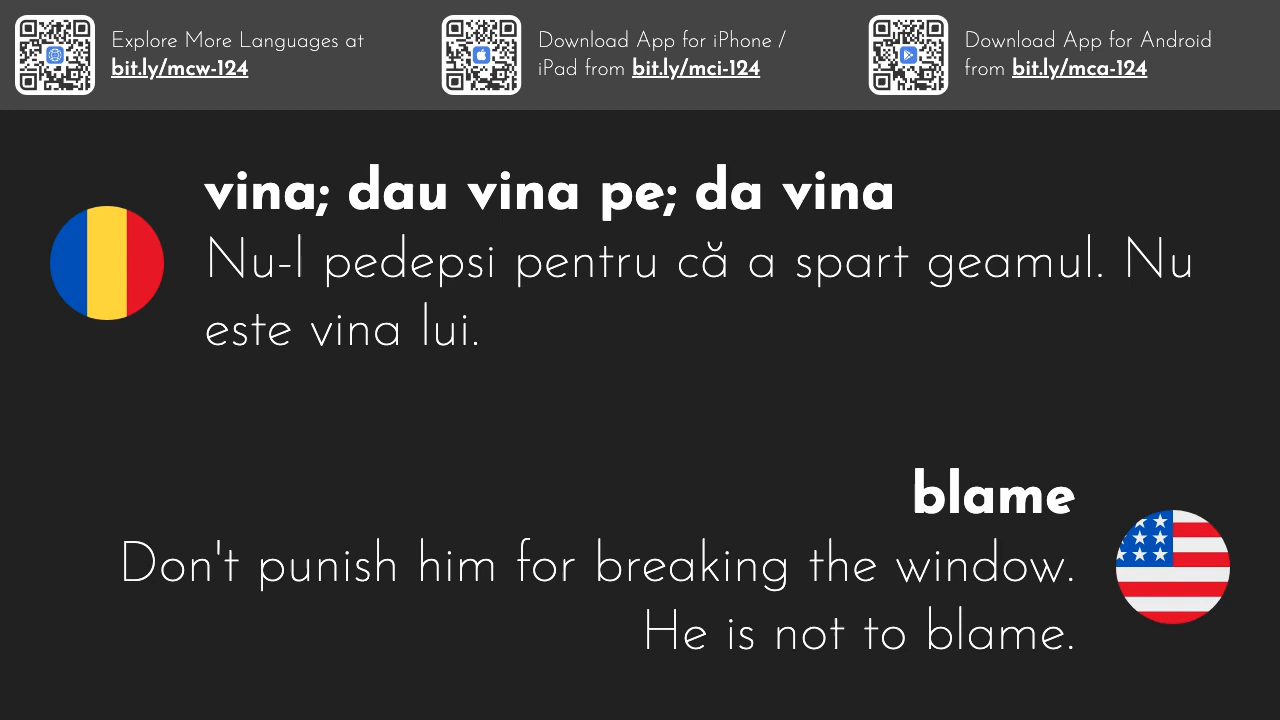 Explore More Languages at
bit.ly/mcw-124
Download App for iPhone /
iPad from bit.ly/mci-124
Download App for Android
from bit.ly/mca-124
vina; dau vina pe; da vina
Nu-l pedepsi pentru că a spart geamul. Nu
este vina lui.
blame
Don't punish him for breaking the window.
He is not to blame.